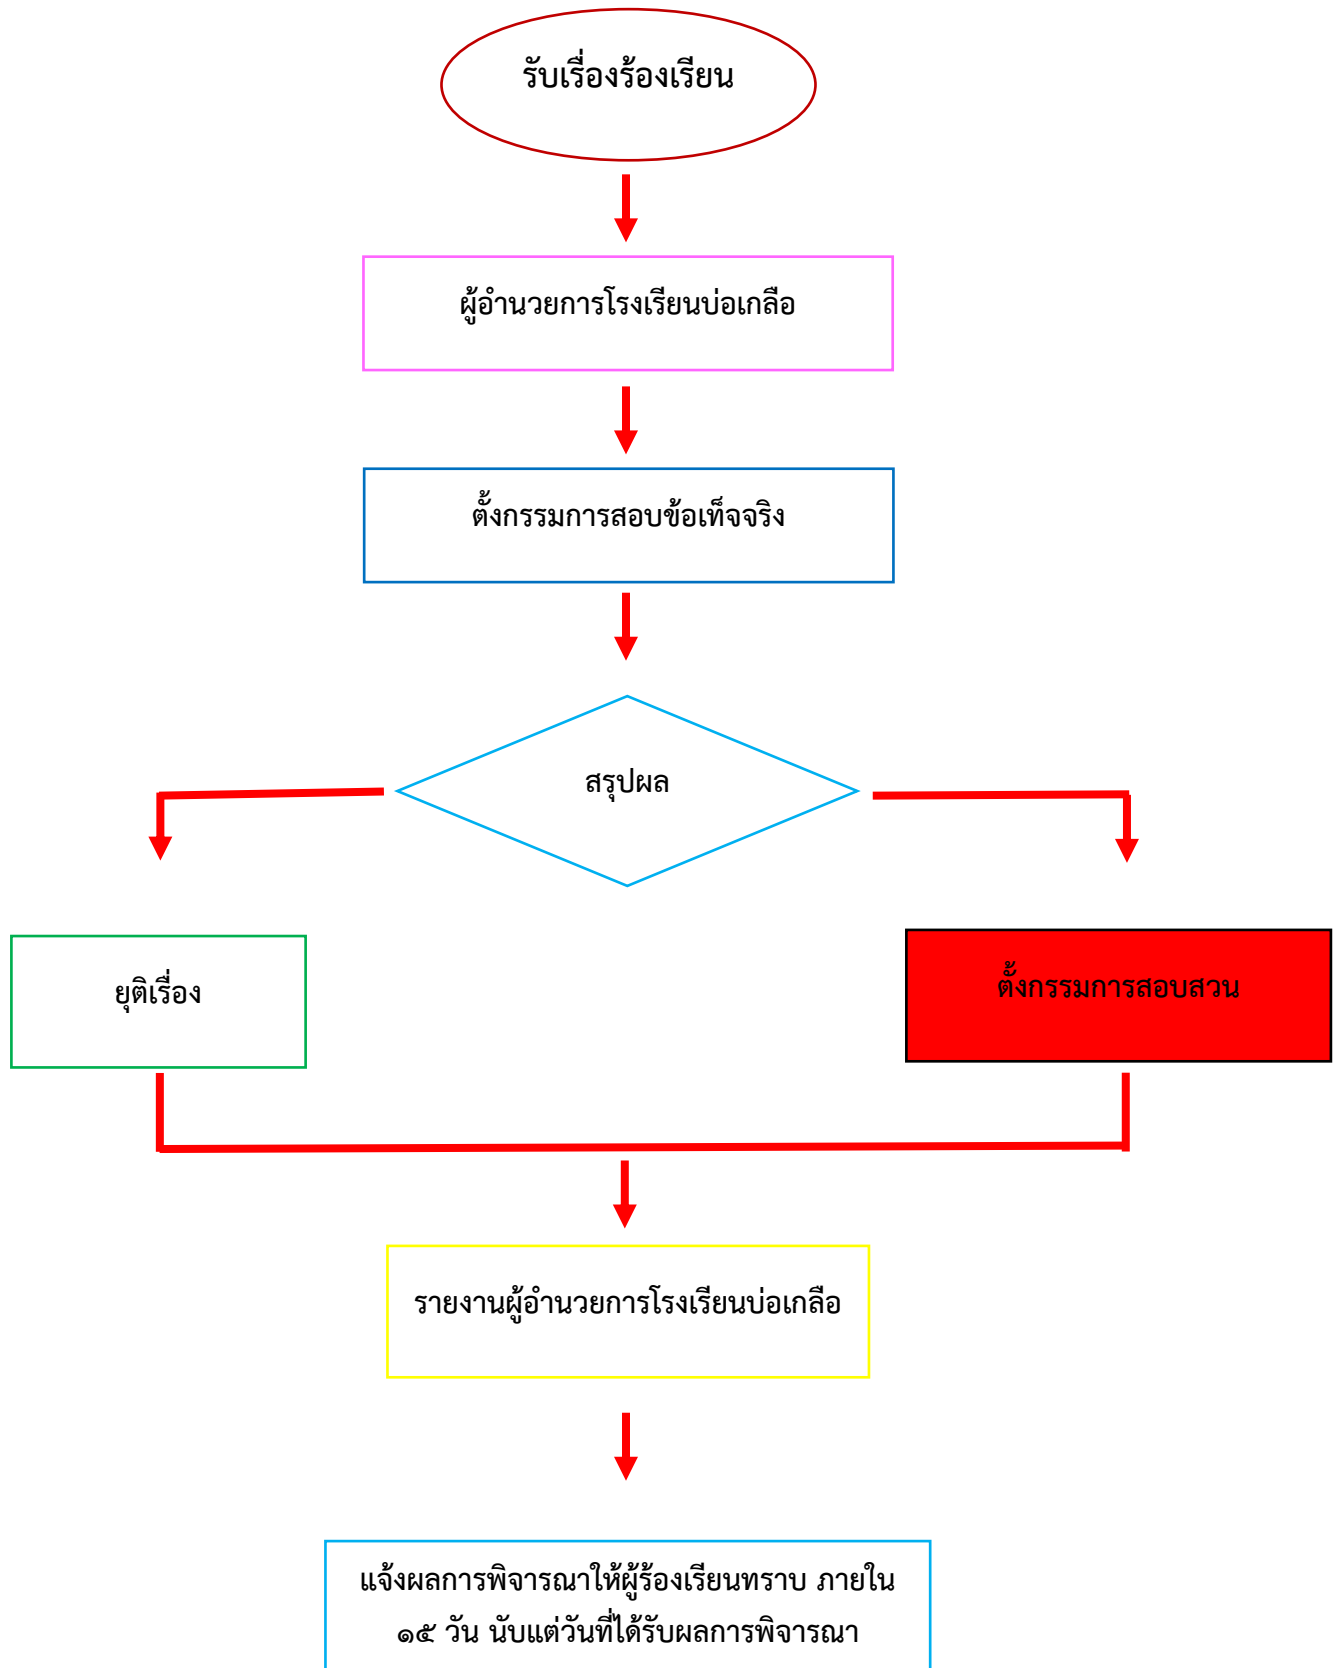 รับเรื่องร้องเรียน
ผู้อำนวยการโรงเรียนบ่อเกลือ
ตั้งกรรมการสอบข้อเท็จจริง
สรุปผล
ยุติเรื่อง
ตั้งกรรมการสอบสวน
รายงานผู้อำนวยการโรงเรียนบ่อเกลือ
แจ้งผลการพิจารณาให้ผู้ร้องเรียนทราบ ภายใน
๑๕ วัน นับแต่วันที่ได้รับผลการพิจารณา